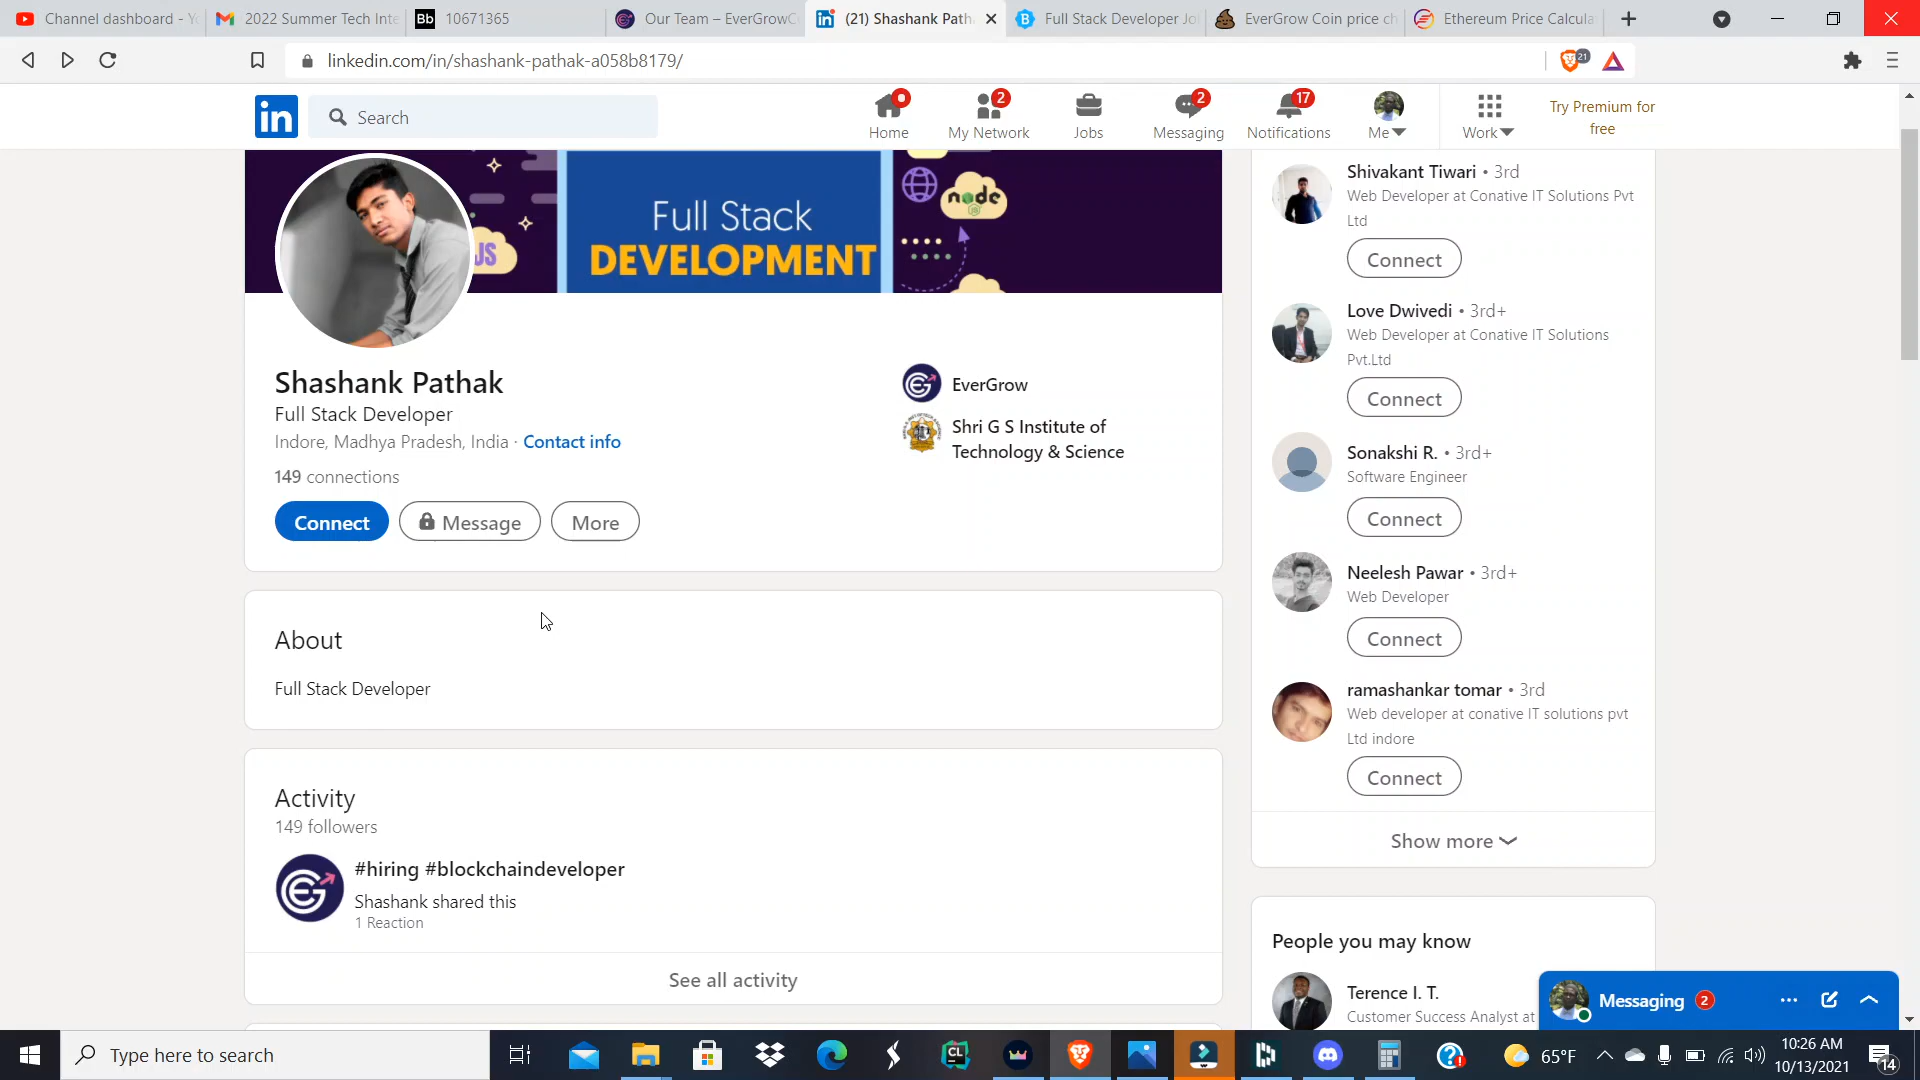 Channel dashboard - Y
2022 Summer Tech Inte
Bb 10671365
Our Team – EverGrowC
(21) Shashank Path
Full Stack Developer Jo
EverGrow Coin price ch
Ethereum Price Calcula
linkedin.com/in/shashank-pathak-a058b8179/
21
in
Search
Home
2
My Network
Jobs
2
Messaging
17
Notifications
Me
Work
Try Premium for
free
JS
Full Stack
DEVELOPMENT
node
JS
Shashank Pathak
Full Stack Developer
Indore, Madhya Pradesh, India · Contact info
149 connections
Connect
Message
More
EverGrow
Shri G S Institute of
Technology & Science
About
Full Stack Developer
Activity
149 followers
#hiring #blockchaindeveloper
Shashank shared this
1 Reaction
See all activity
Shivakant Tiwari • 3rd
Web Developer at Conative IT Solutions Pvt
Ltd
Connect
Love Dwivedi • 3rd+
Web Developer at Conative IT Solutions
Pvt.Ltd
Connect
Sonakshi R. • 3rd+
Software Engineer
Connect
Neelesh Pawar • 3rd+
Web Developer
Connect
ramashankar tomar • 3rd
Web developer at conative IT solutions pvt
Ltd indore
Connect
Show more
People you may know
Terence I. T.
Customer Success Analyst at
Messaging 2
Type here to search
CL
65°F
10:26 AM
10/13/2021
14